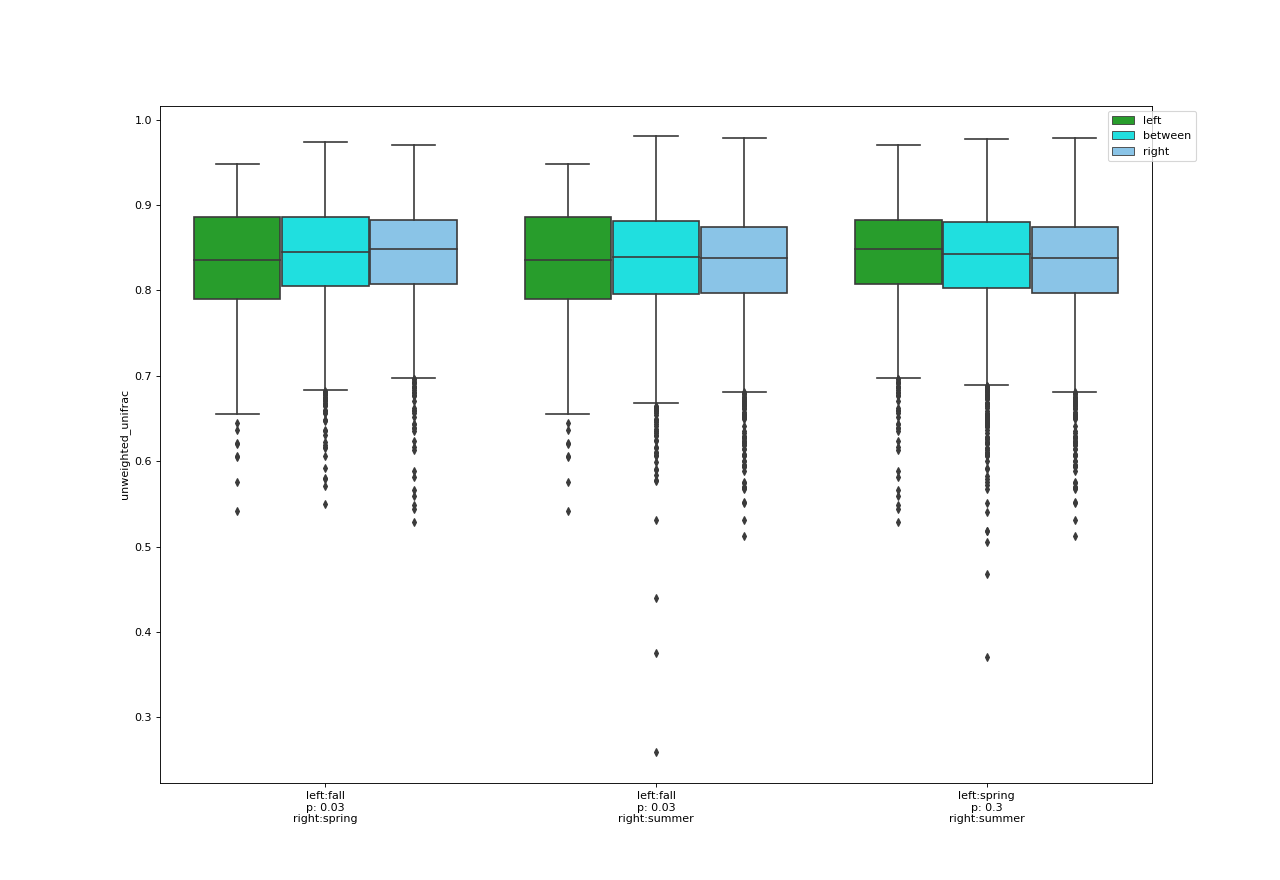 left
between
right
1.0
0.9
0.8
0.7
0.6
0.5
0.4
0.3
unweighted_unifrac
left:fall
p: 0.03
right:spring
left:fall
p: 0.03
right:summer
left:spring
p: 0.3
right:summer